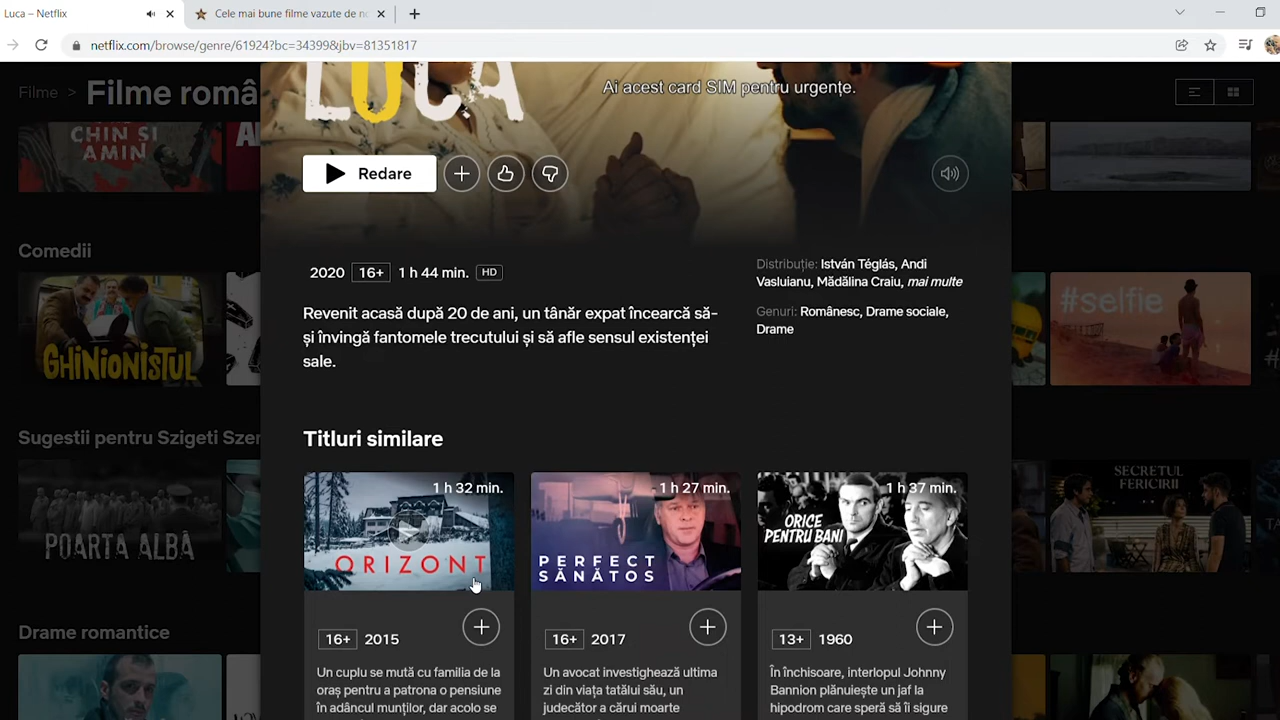 Luca – Netflix
Cele mai bune filme vazute de no
netflix.com/browse/genre/61924?bc=34399&jbv=81351817
Filme > Filme româ
LUCA
Ai acest card SIM pentru urgențe.
CHIN ȘI
AMIN
Redare
Comedii
2020 16+ 1 h 44 min. HD
Distribuție: István Téglás, Andi
Vasluianu, Mădălina Craiu, mai multe
Genuri: Românesc, Drame sociale,
Drame
Revenit acasă după 20 de ani, un tânăr expat încearcă să-
și învingă fantomele trecutului și să afle sensul existenței
sale.
GHINIONISTUL
#selfie
Sugestii pentru Szigeti Szer
Titluri similare
POARTA ALBĂ
1 h 32 min.
ORIZONT
1 h 27 min.
PERFECT
SĂNĂTOS
1 h 37 min.
ORICE
PENTRU BANI
SECRETUL
FERICIRII
Drame romantice
16+ 2015
Un cuplu se mută cu familia de la
oraș pentru a patrona o pensiune
în adâncul munților, dar acolo se
16+ 2017
Un avocat investighează ultima
zi din viața tatălui său, un
judecător a cărui moarte
13+ 1960
În închisoare, interlopul Johnny
Bannion plănuiește un jaf la
hipodrom care speră să îi sigure